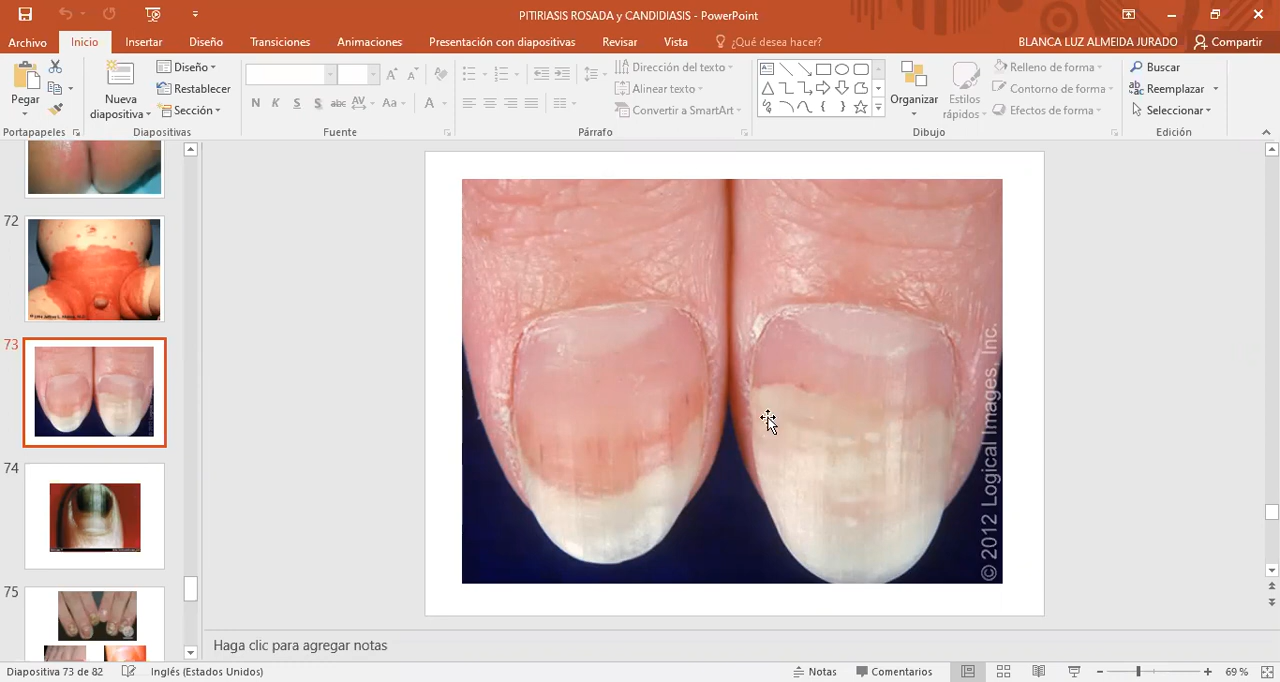 PITIRIASIS ROSADA y CANDIDIASIS - PowerPoint
Archivo Inicio Insertar Diseño Transiciones Animaciones Presentación con diapositivas Revisar Vista ¿Qué desea hacer? BLANCA LUZ ALMEIDA JURADO Compartir
Pegar
Nueva diapositiva
Diseño
Restablecer
Sección
N K S S abc AV Aa A
Dirección del texto
Alinear texto
Convertir a SmartArt
Organizar
Estilos rápidos
Relleno de forma
Contorno de forma
Efectos de forma
Buscar
Reemplazar
Seleccionar
Portapapeles Diapositivas Fuente Párrafo Dibujo Edición
72
73
74
75
© 2012 Logical Images, Inc.
Haga clic para agregar notas
Diapositiva 73 de 82 Inglés (Estados Unidos) Notas Comentarios 69 %